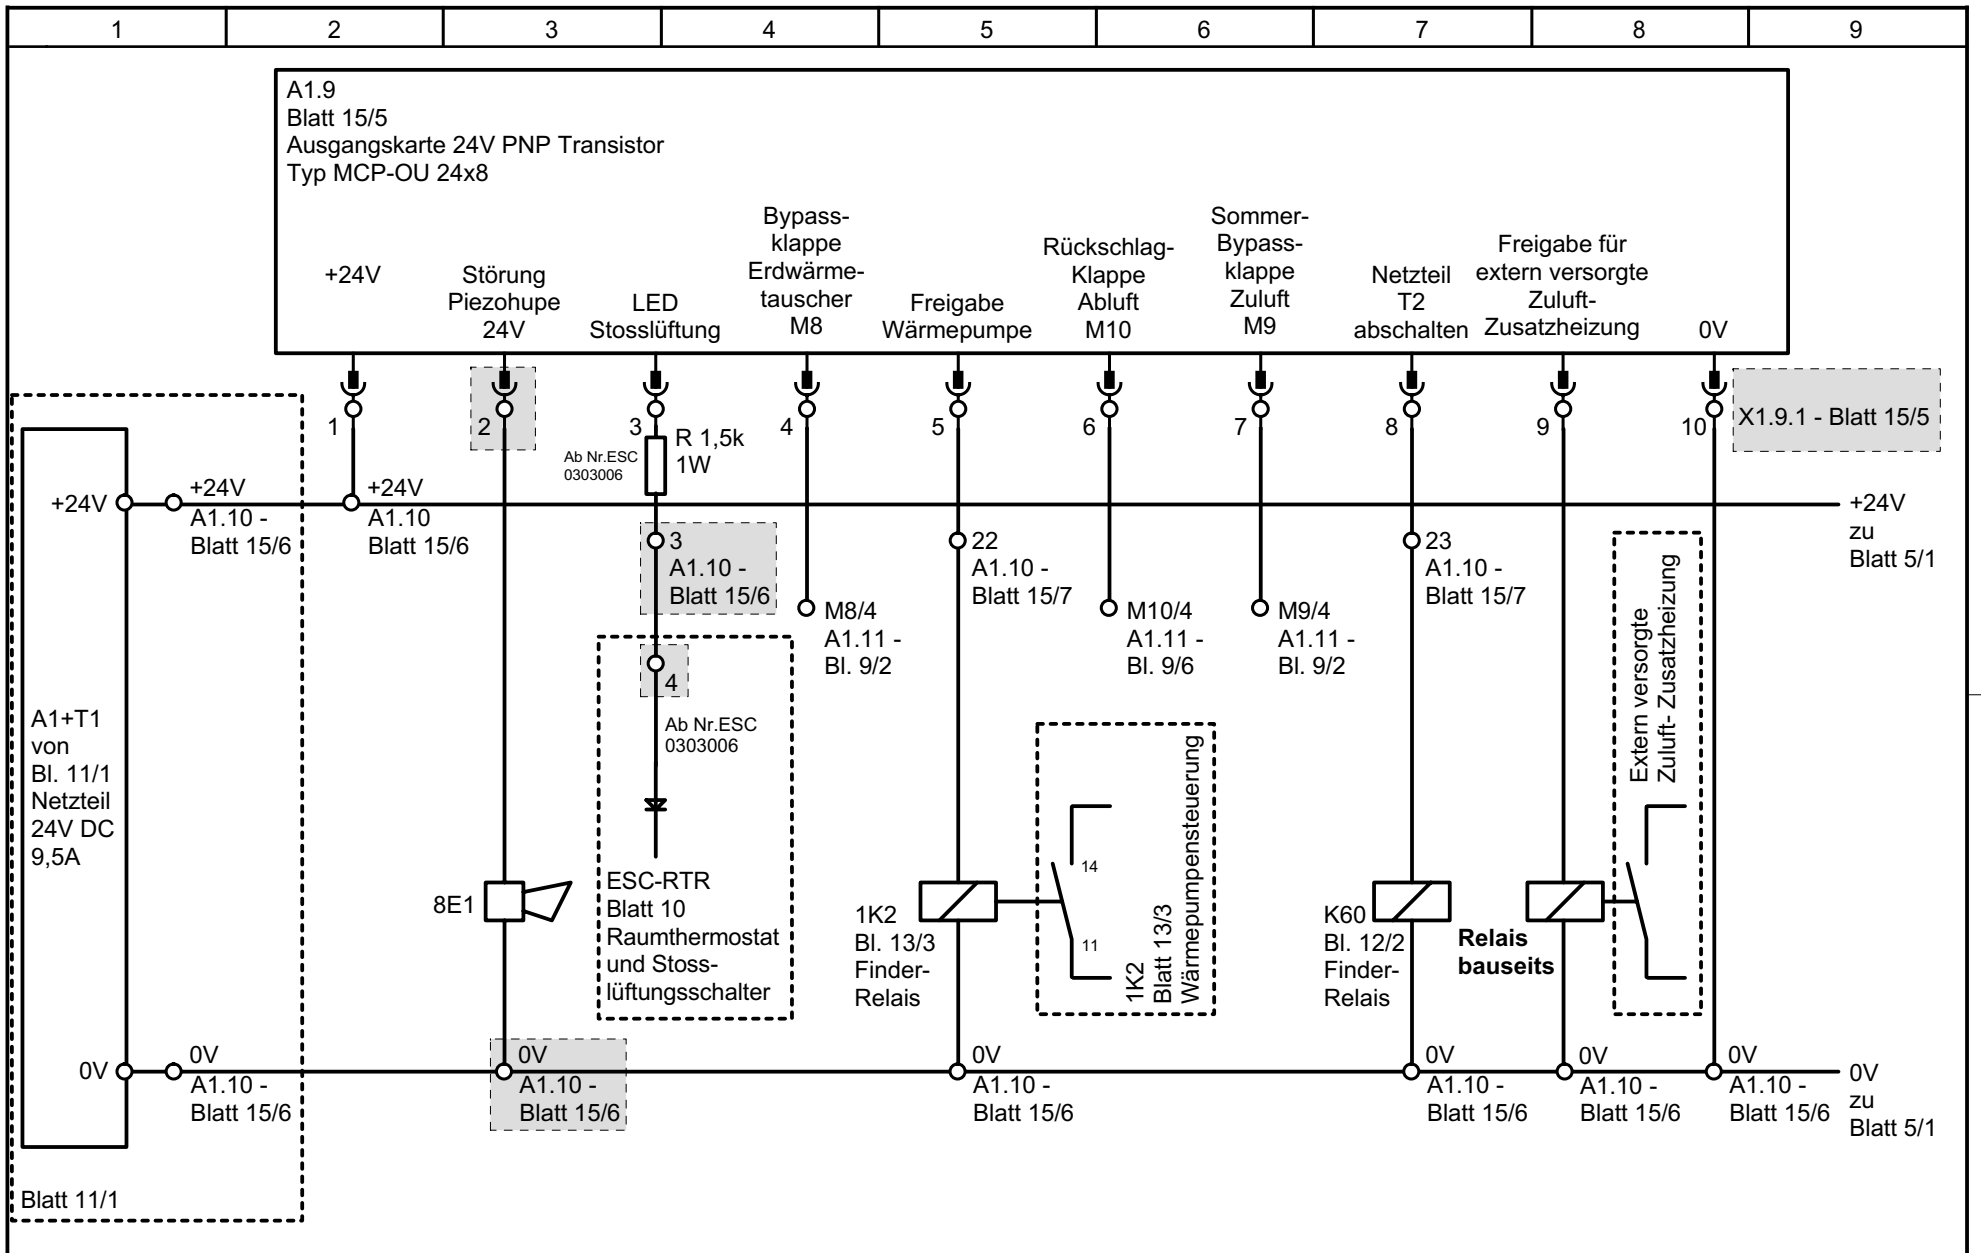 1 2 3 4 5 6 7 8 9
A1.9
Blatt 15/5
Ausgangskarte 24V PNP Transistor
Typ MCP-OU 24x8
+24V
Störung
Piezohupe
24V
LED
Stosslüftung
Bypass-
klappe
Erdwärme-
tauscher
M8
Freigabe
Wärmepumpe
Rückschlag-
Klappe
Abluft
M10
Sommer-
Bypass-
klappe
Zuluft
M9
Netzteil
T2
abschalten
Freigabe für
extern versorgte
Zuluft-
Zusatzheizung
0V
1 2 3 4 5 6 7 8 9 10
X1.9.1 - Blatt 15/5
Ab Nr.ESC
0303006
R 1,5k
1W
+24V
+24V
A1.10 -
Blatt 15/6
+24V
A1.10
Blatt 15/6
3
A1.10 -
Blatt 15/6
M8/4
A1.11 -
Bl. 9/2
22
A1.10 -
Blatt 15/7
M10/4
A1.11 -
Bl. 9/6
M9/4
A1.11 -
Bl. 9/2
23
A1.10 -
Blatt 15/7
+24V
zu
Blatt 5/1
4
Ab Nr.ESC
0303006
A1+T1
von
Bl. 11/1
Netzteil
24V DC
9,5A
8E1
ESC-RTR
Blatt 10
Raumthermostat
und Stoss-
lüftungsschalter
1K2
Bl. 13/3
Finder-
Relais
14
11
1K2
Blatt 13/3
Wärmepumpensteuerung
K60
Bl. 12/2
Finder-
Relais
Relais
bauseits
Extern versorgte
Zuluft- Zusatzheizung
0V
0V
A1.10 -
Blatt 15/6
0V
A1.10 -
Blatt 15/6
0V
A1.10 -
Blatt 15/6
0V
A1.10 -
Blatt 15/6
0V
A1.10 -
Blatt 15/6
0V
A1.10 -
Blatt 15/6
0V
zu
Blatt 5/1
Blatt 11/1